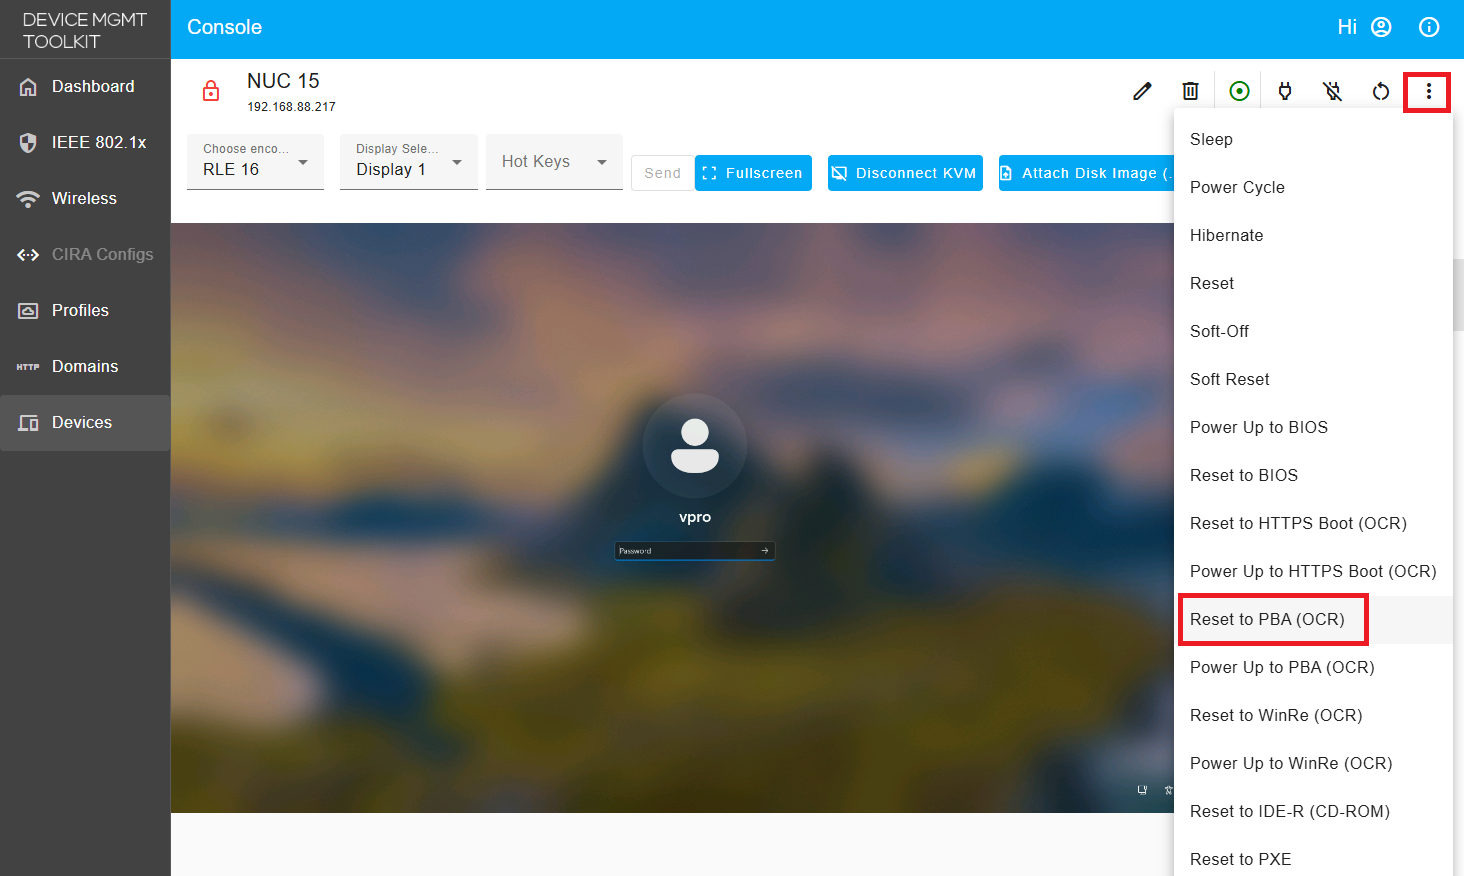 DEVICE MGMT
TOOLKIT
Console
Hi
Dashboard
IEEE 802.1x
Wireless
CIRA Configs
Profiles
HTTP
Domains
Devices
NUC 15
192.168.88.217
Choose enco...
RLE 16
Display Sele...
Display 1
Hot Keys
Send
Fullscreen
Disconnect KVM
Attach Disk Image (.
vpro
Password
Sleep
Power Cycle
Hibernate
Reset
Soft-Off
Soft Reset
Power Up to BIOS
Reset to BIOS
Reset to HTTPS Boot (OCR)
Power Up to HTTPS Boot (OCR)
Reset to PBA (OCR)
Power Up to PBA (OCR)
Reset to WinRe (OCR)
Power Up to WinRe (OCR)
Reset to IDE-R (CD-ROM)
Reset to PXE